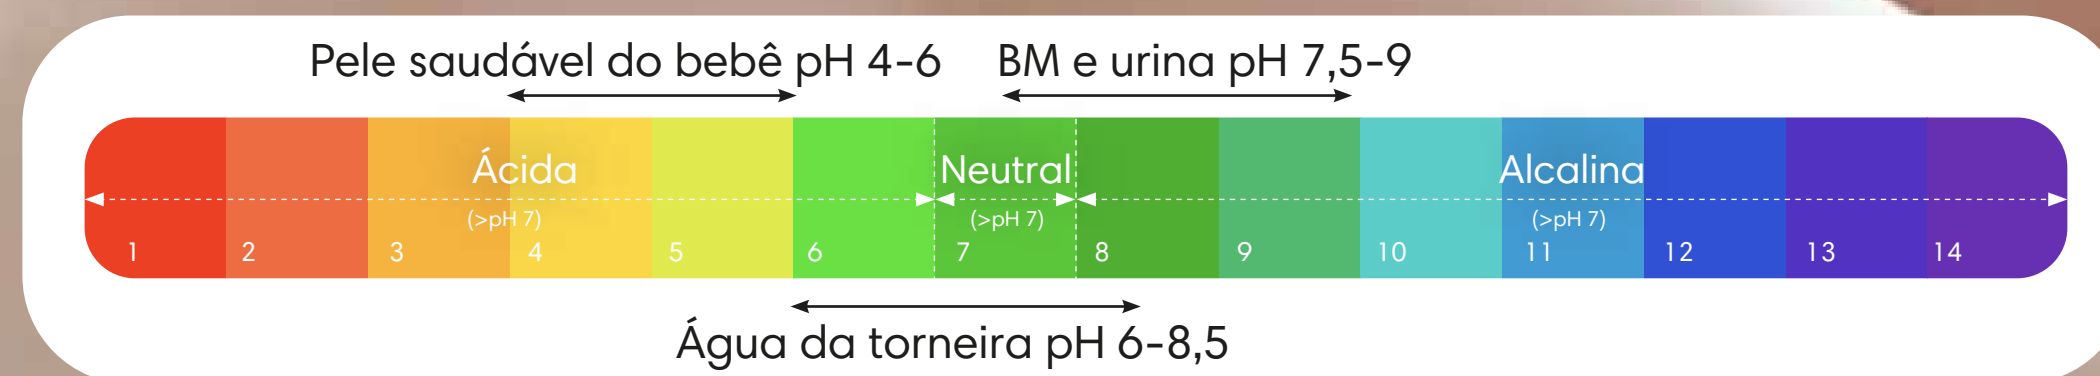 Pele saudável do bebê pH 4-6
BM e urina pH 7,5-9
Ácida
Neutral
Alcalina
(>pH 7)
(>pH 7)
(>pH 7)
1 2 3 4 5 6 7 8 9 10 11 12 13 14
Água da torneira pH 6-8,5